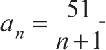 aₙ = 51/(n+1) -